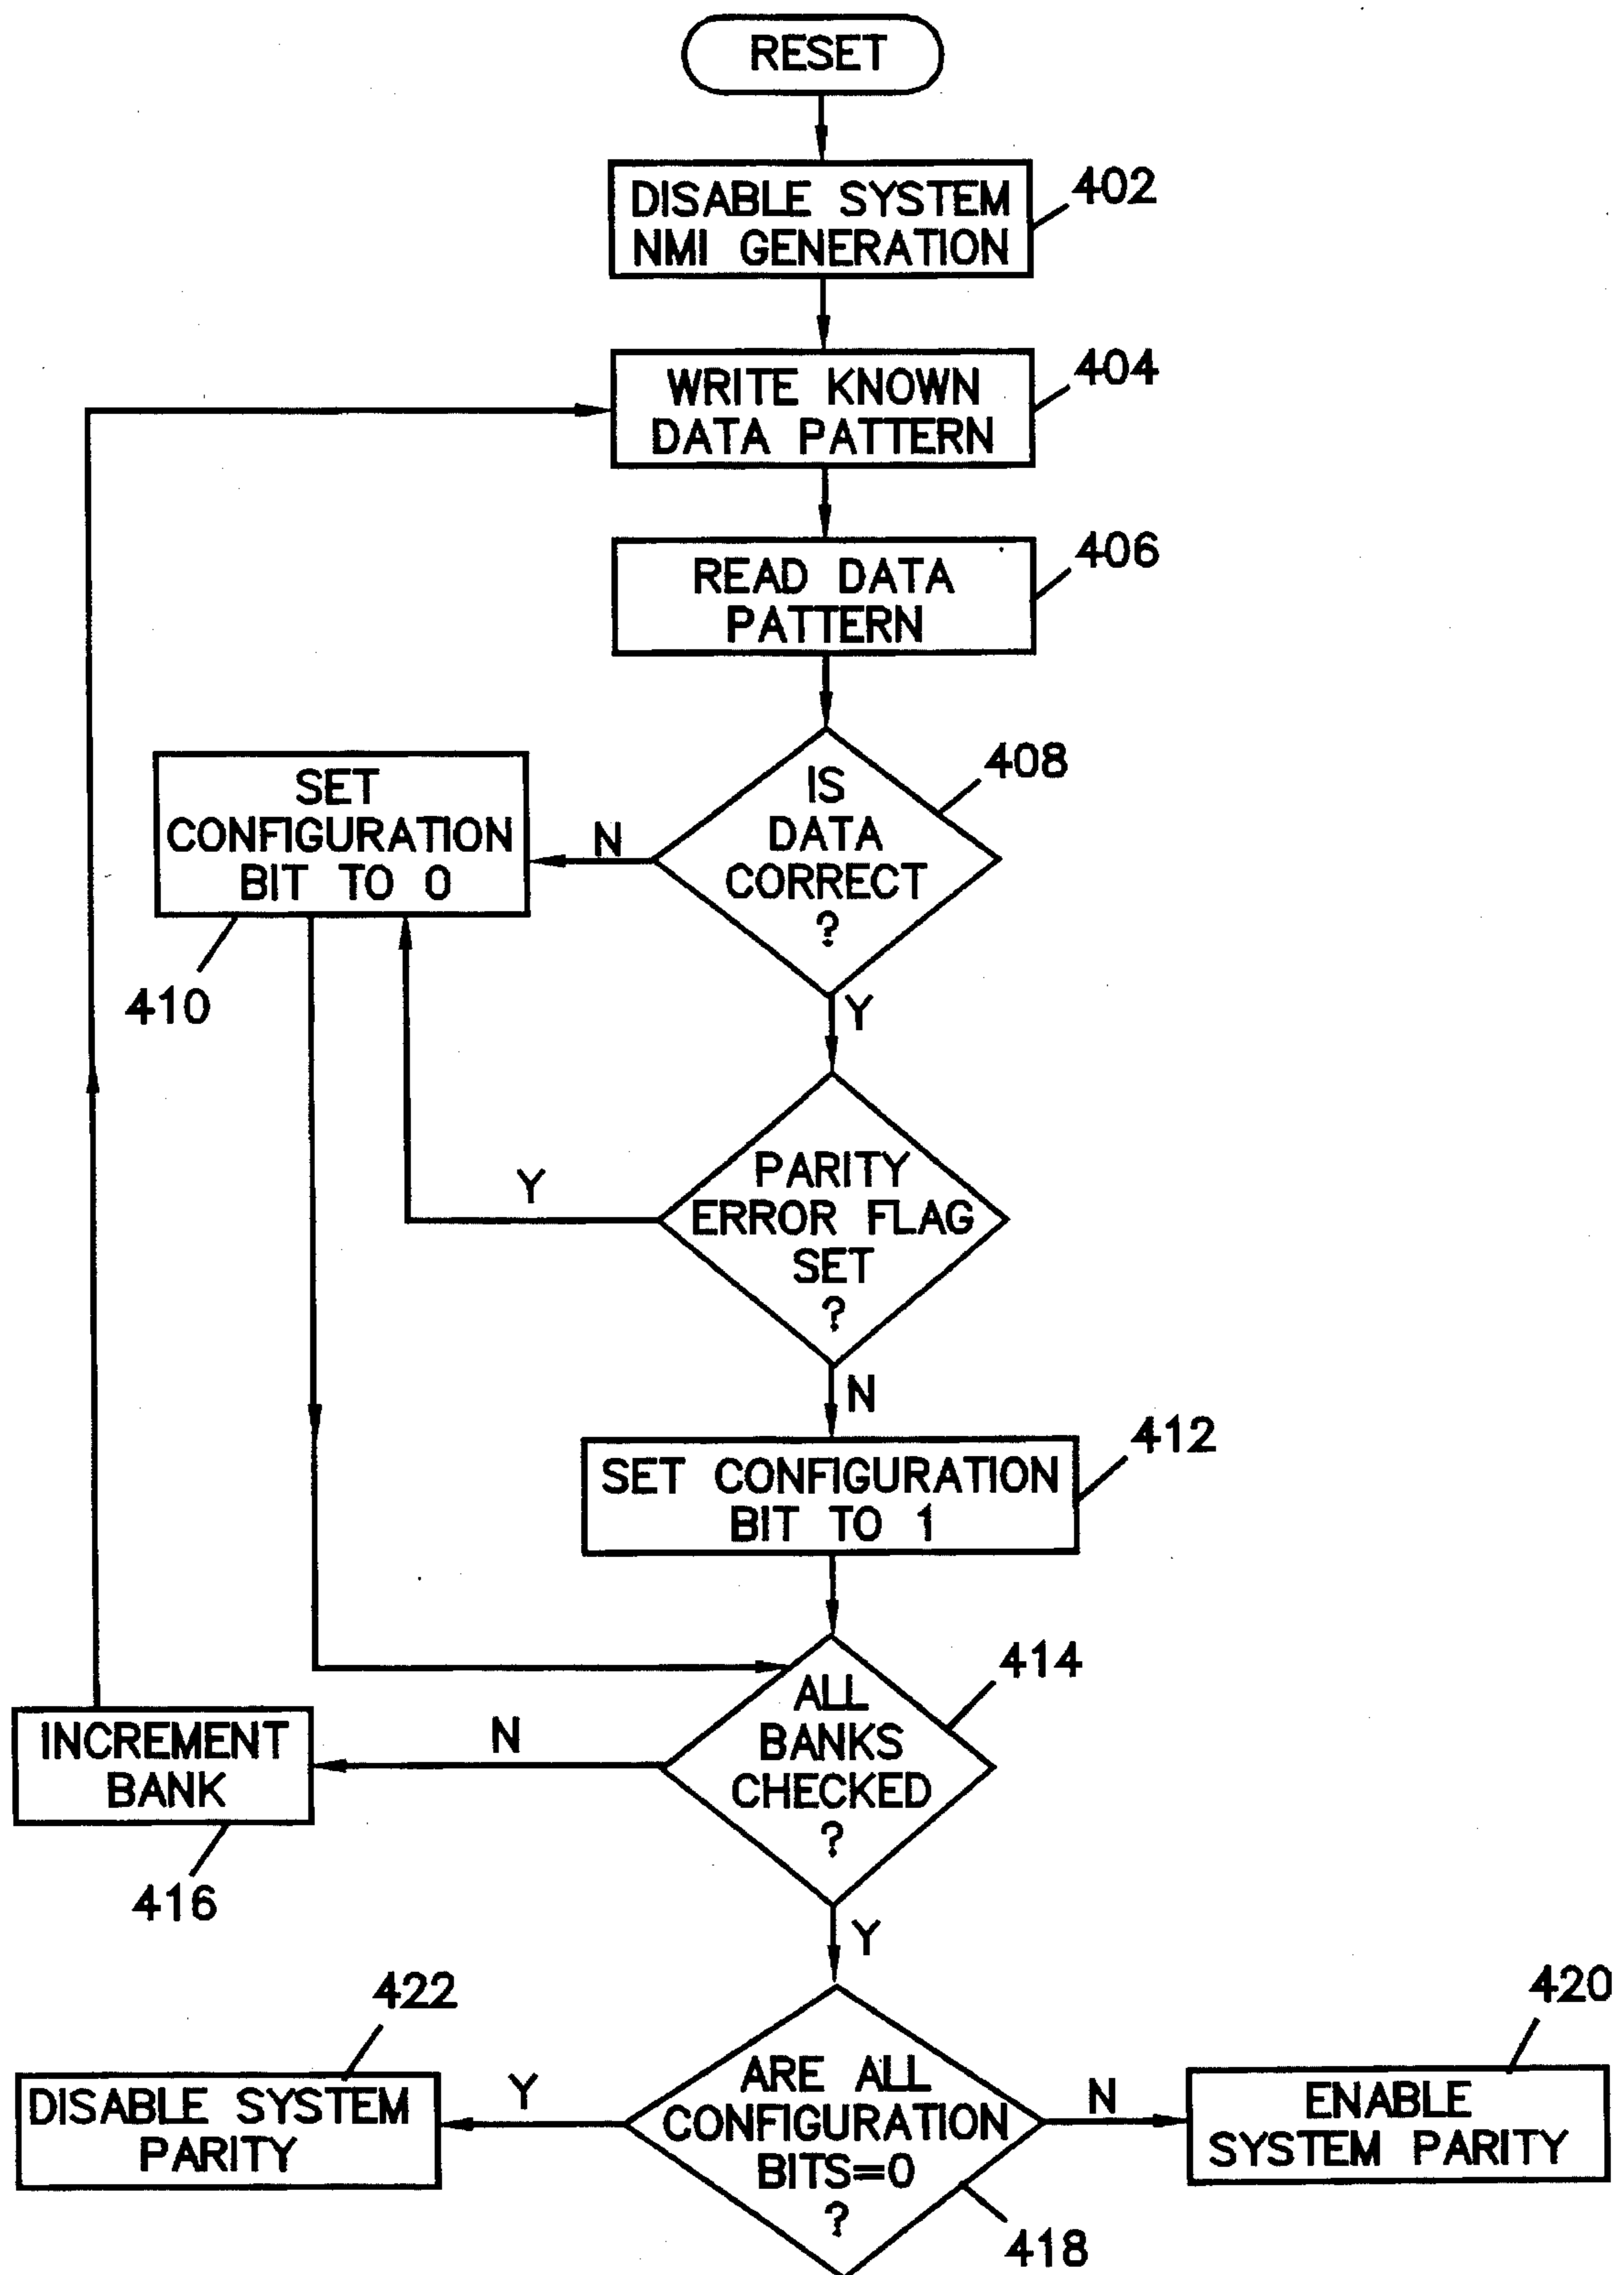 RESET
DISABLE SYSTEM
NMI GENERATION
402
WRITE KNOWN
DATA PATTERN
404
READ DATA
PATTERN
406
IS
DATA
CORRECT
?
408
N
SET
CONFIGURATION
BIT TO 0
410
Y
PARITY
ERROR FLAG
SET
?
Y
N
SET CONFIGURATION
BIT TO 1
412
ALL
BANKS
CHECKED
?
414
N
INCREMENT
BANK
416
Y
ARE ALL
CONFIGURATION
BITS=0
?
418
Y
DISABLE SYSTEM
PARITY
422
N
ENABLE
SYSTEM PARITY
420